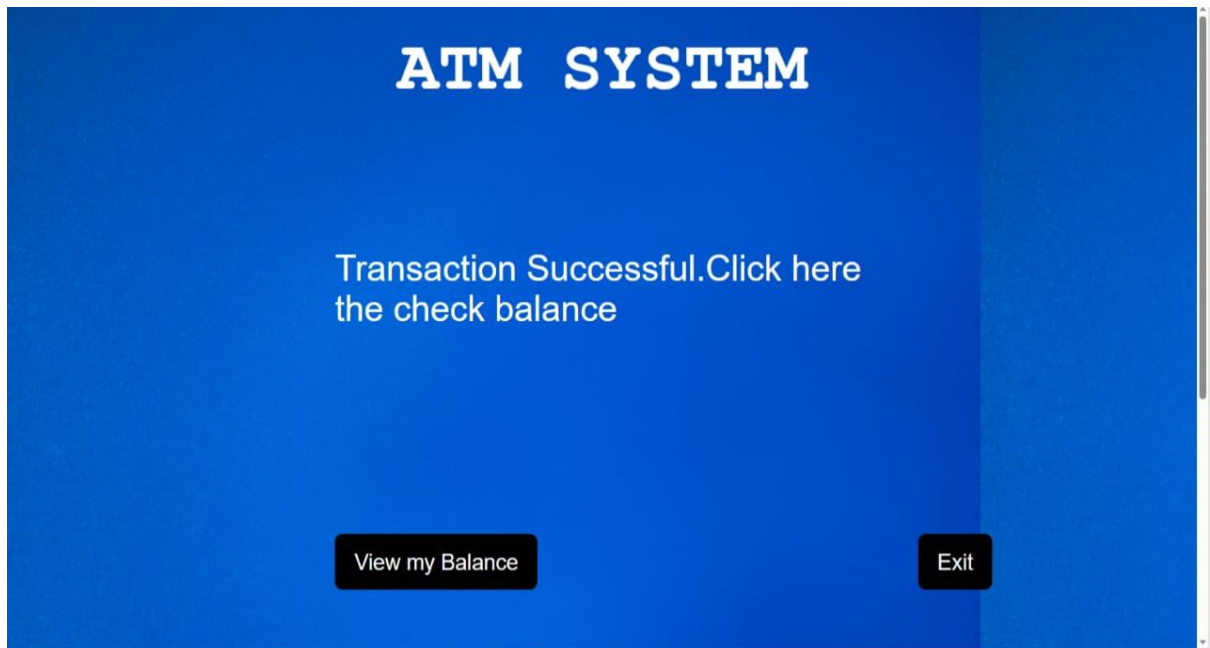 ATM SYSTEM
Transaction Successful.Click here
the check balance
View my Balance
Exit